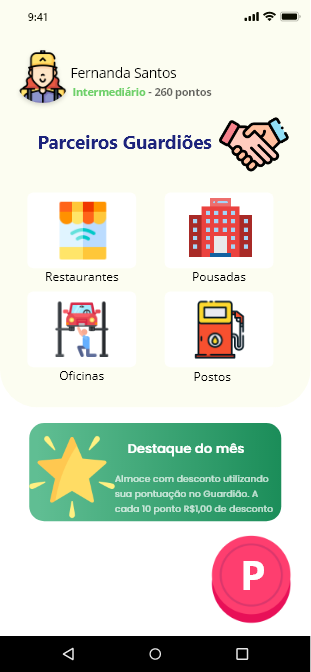 9:41
Fernanda Santos
Intermediário - 260 pontos
Parceiros Guardiões
Restaurantes
Pousadas
Oficinas
Postos
Destaque do mês
Almoce com desconto utilizando
sua pontuação no Guardião. A
cada 10 ponto R$1,00 de desconto
P